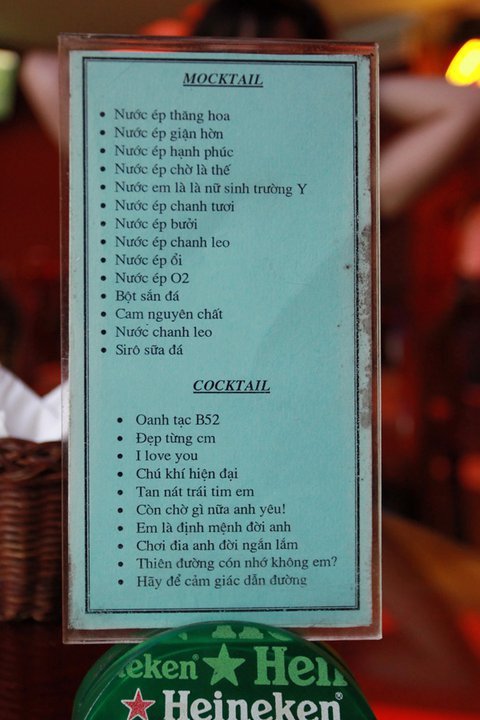 MOCKTAIL
• Nước ép thăng hoa
• Nước ép giận hờn
• Nước ép hạnh phúc
• Nước ép chờ là thế
• Nước em là là nữ sinh trường Y
• Nước ép chanh tươi
• Nước ép bưởi
• Nước ép chanh leo
• Nước ép ổi
• Nước ép O2
• Bột sắn đá
• Cam nguyên chất
• Nước chanh leo
• Sirô sữa đá
COCKTAIL
• Oanh tạc B52
• Đẹp từng cm
• I love you
• Chú khí hiện đại
• Tan nát trái tim em
• Còn chờ gì nữa anh yêu!
• Em là định mệnh đời anh
• Chơi đia anh đời ngắn lắm
• Thiên đường cón nhớ không em?
• Hãy để cảm giác dẫn đường
eken ★ Hein
★ Heineken®